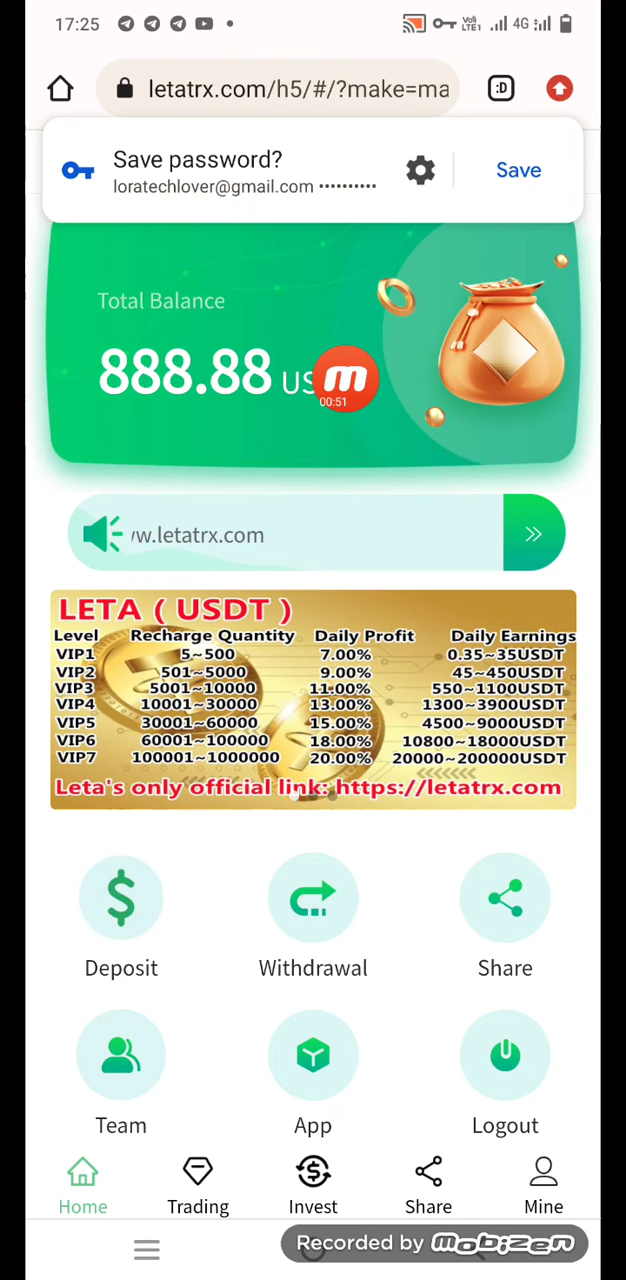 17:25
Vo) LTE1 4G
letatrx.com/h5/#/?make=ma
:D
Save password?
loratechlover@gmail.com ••••••••••
Save
Total Balance
888.88 US
m
00:51
w.letatrx.com
LETA ( USDT )
Level Recharge Quantity Daily Profit Daily Earnings
VIP1 5~500 7.00% 0.35~35USDT
VIP2 501~5000 9.00% 45~450USDT
VIP3 5001~10000 11.00% 550~1100USDT
VIP4 10001~30000 13.00% 1300~3900USDT
VIP5 30001~60000 15.00% 4500~9000USDT
VIP6 60001~100000 18.00% 10800~18000USDT
VIP7 100001~1000000 20.00% 20000~200000USDT
Leta's only official link: https://letatrx.com
Deposit Withdrawal Share
Team App Logout
Home Trading Invest Share Mine
Recorded by mobizen